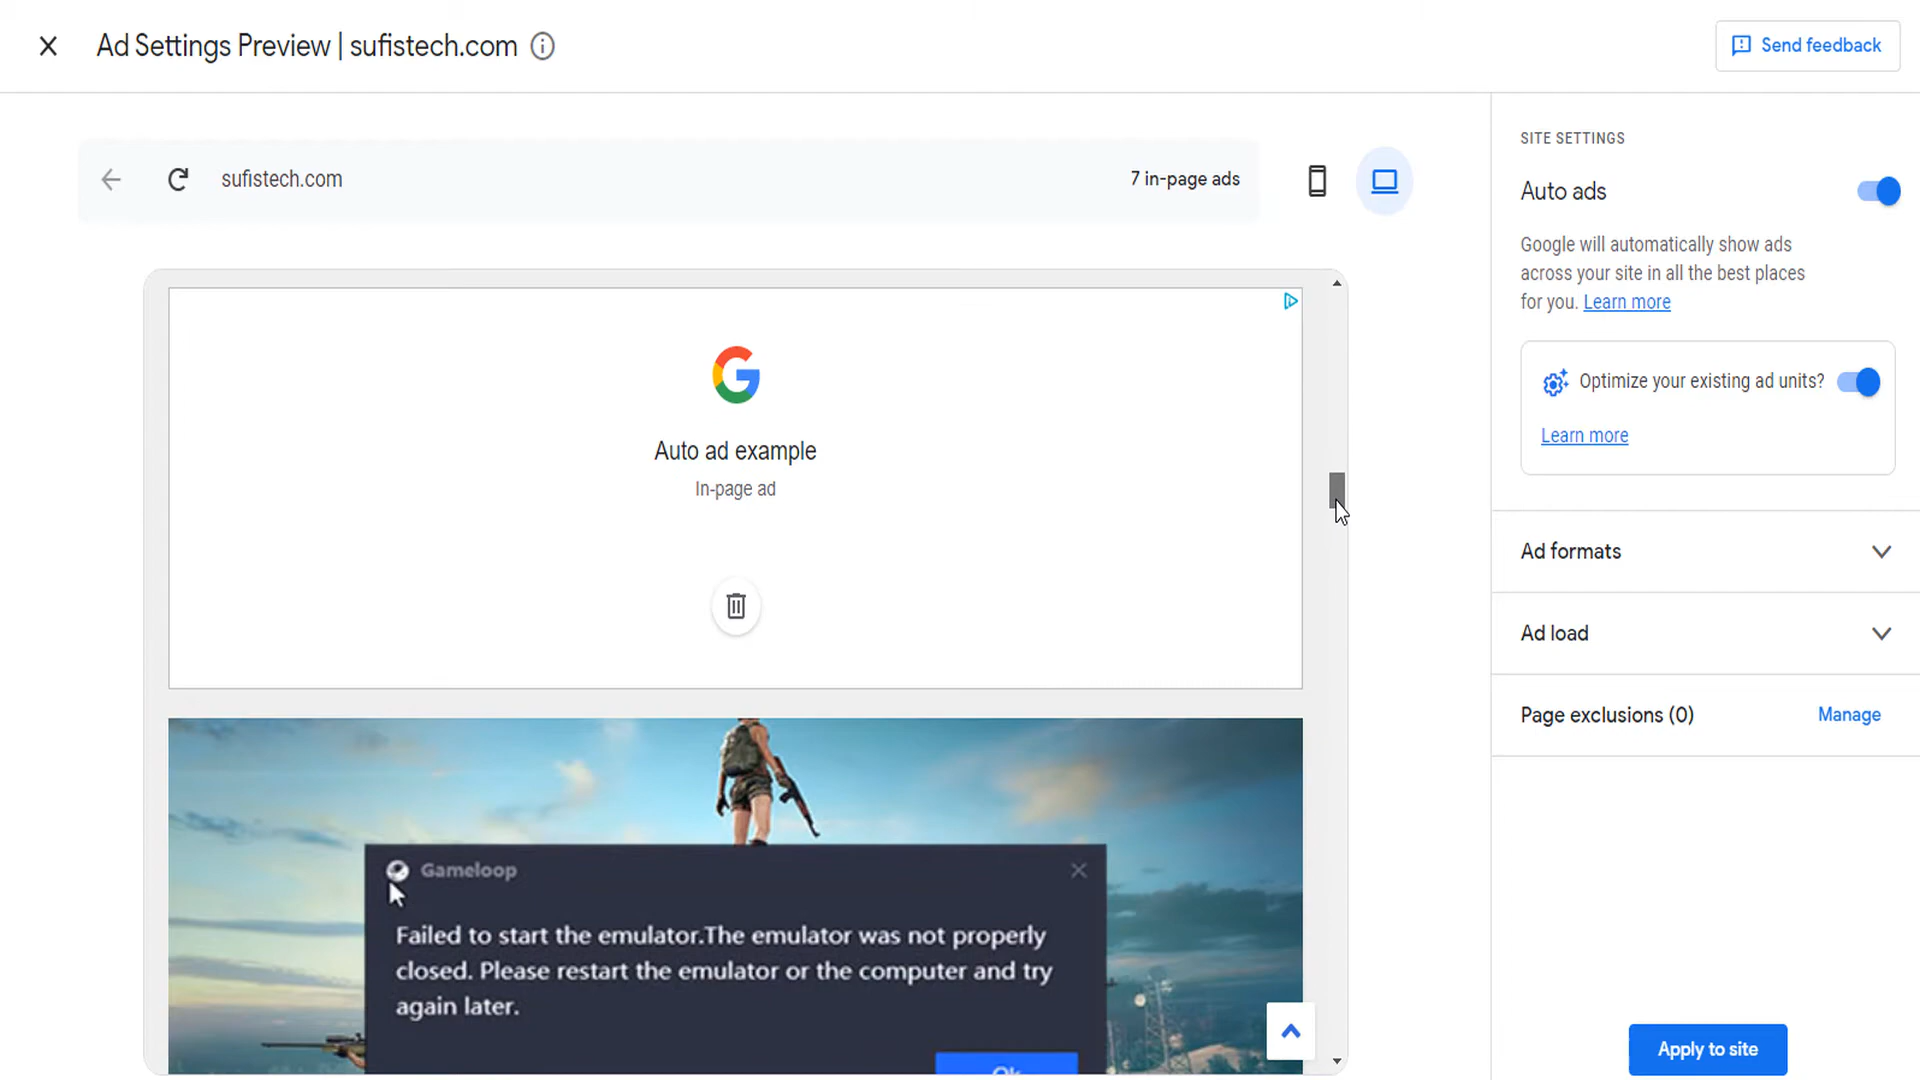 Ad Settings Preview | sufistech.com
Send feedback
sufistech.com
7 in-page ads
SITE SETTINGS
Auto ads
Google will automatically show ads
across your site in all the best places
for you. Learn more
Optimize your existing ad units?
Learn more
Ad formats
Ad load
Page exclusions (0)
Manage
Apply to site
Auto ad example
In-page ad
Gameloop
Failed to start the emulator.The emulator was not properly
closed. Please restart the emulator or the computer and try
again later.
Ok